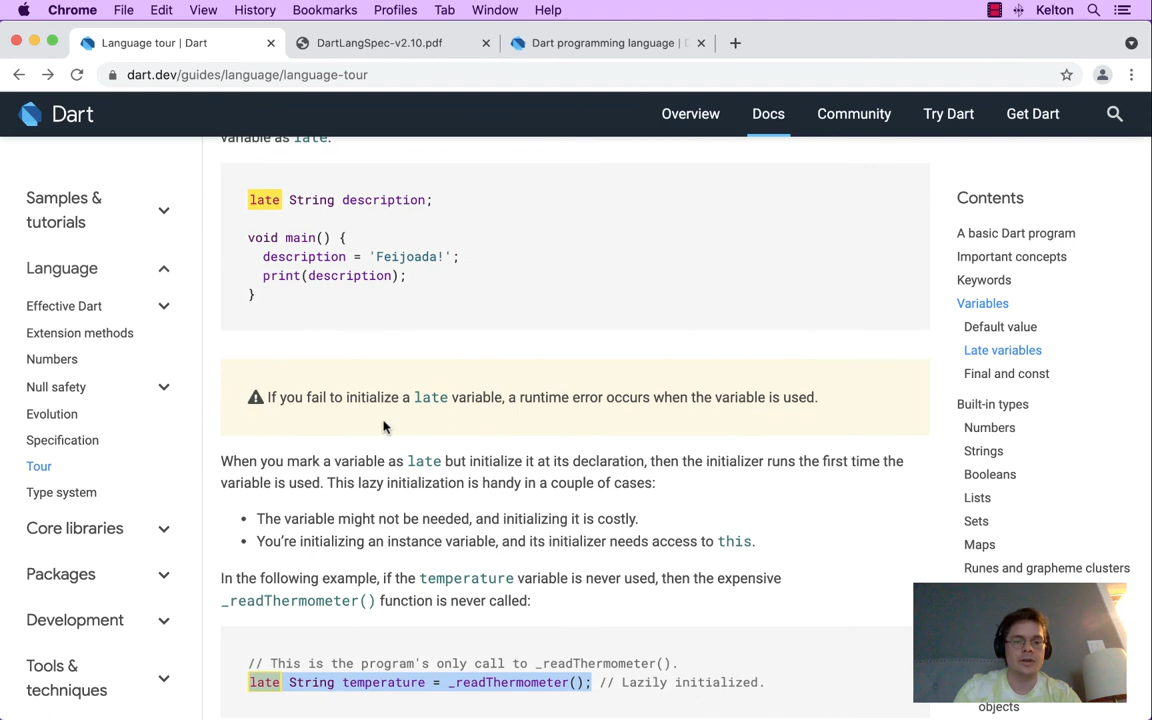 Chrome File Edit View History Bookmarks Profiles Tab Window Help Kelton
Language tour | Dart
DartLangSpec-v2.10.pdf
Dart programming language |
dart.dev/guides/language/language-tour
Dart
Overview Docs Community Try Dart Get Dart
variable as late.
Samples &
tutorials
Language
Effective Dart
Extension methods
Numbers
Null safety
Evolution
Specification
Tour
Type system
Core libraries
Packages
Development
Tools &
techniques
late String description;
void main() {
description = 'Feijoada!';
print(description);
}
If you fail to initialize a late variable, a runtime error occurs when the variable is used.
When you mark a variable as late but initialize it at its declaration, then the initializer runs the first time the
variable is used. This lazy initialization is handy in a couple of cases:
• The variable might not be needed, and initializing it is costly.
• You’re initializing an instance variable, and its initializer needs access to this.
In the following example, if the temperature variable is never used, then the expensive
_readThermometer() function is never called:
// This is the program's only call to _readThermometer().
late String temperature = _readThermometer(); // Lazily initialized.
Contents
A basic Dart program
Important concepts
Keywords
Variables
Default value
Late variables
Final and const
Built-in types
Numbers
Strings
Booleans
Lists
Sets
Maps
Runes and grapheme clusters
objects